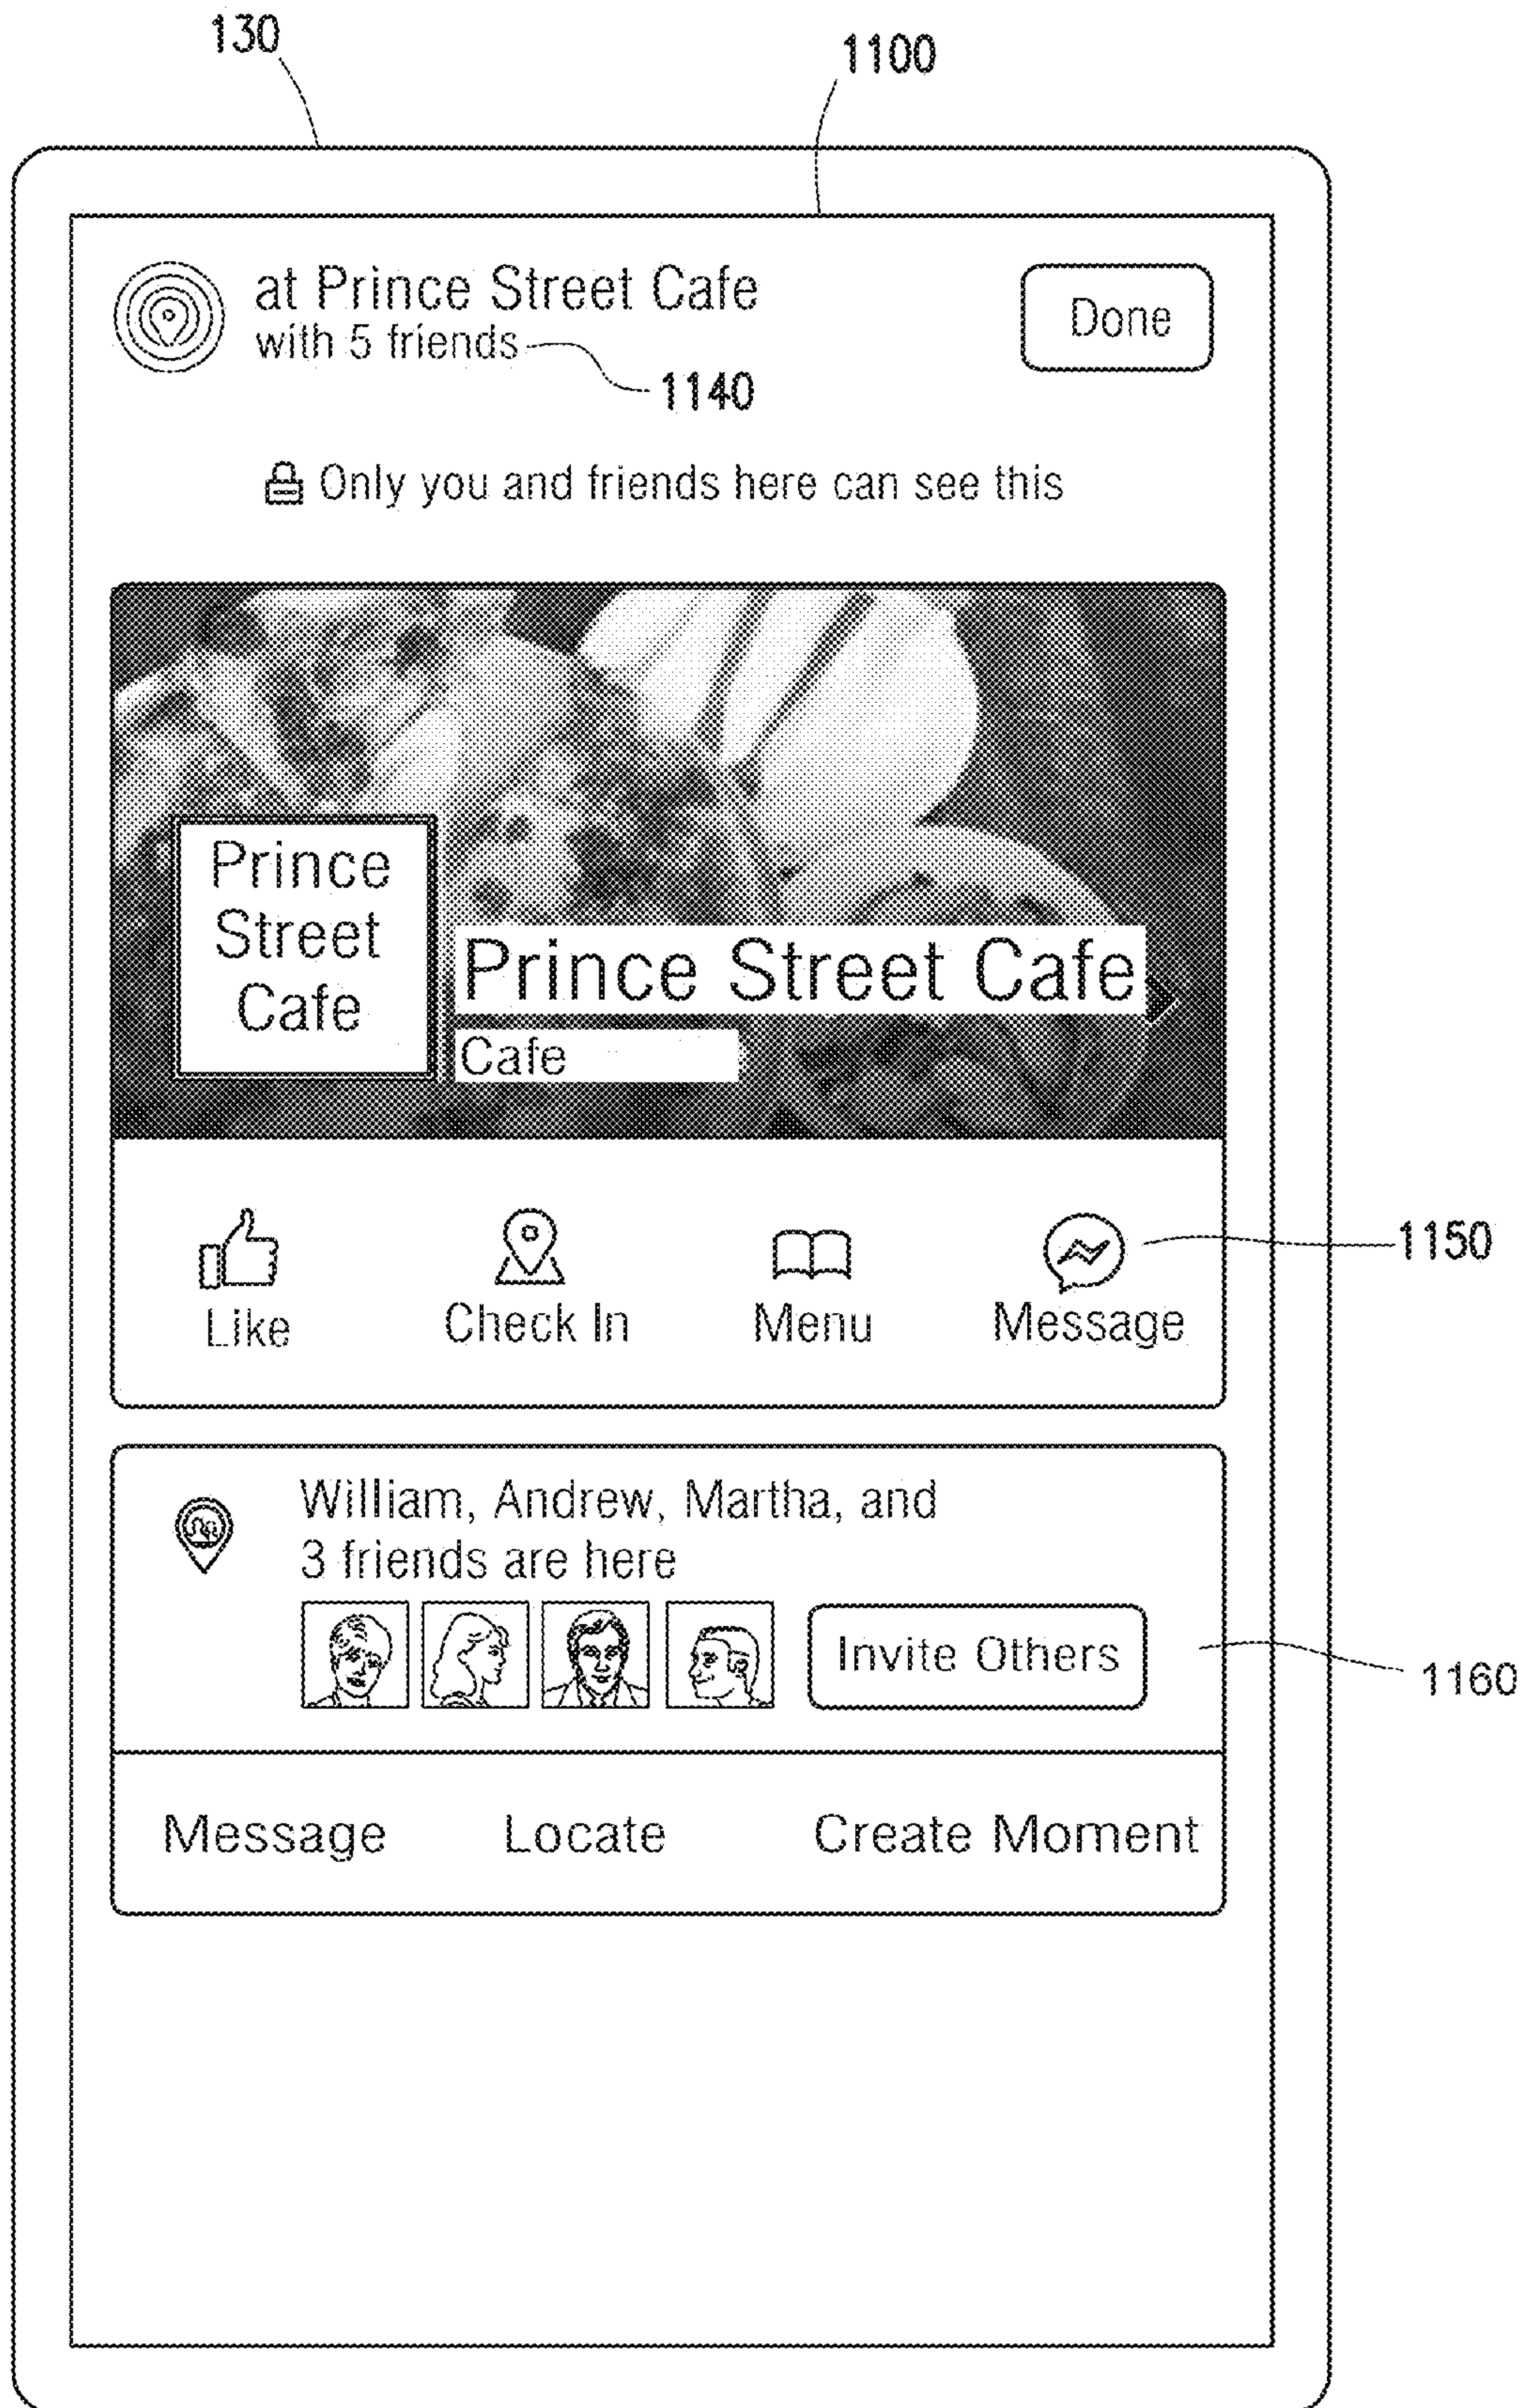 130
1100
at Prince Street Cafe
Done
with 5 friends
1140
Only you and friends here can see this
Prince
Street
Cafe
Prince Street Cafe
Cafe
1150
Like
Check In
Menu
Message
William, Andrew, Martha, and
3 friends are here
Invite Others
1160
Message
Locate
Create Moment